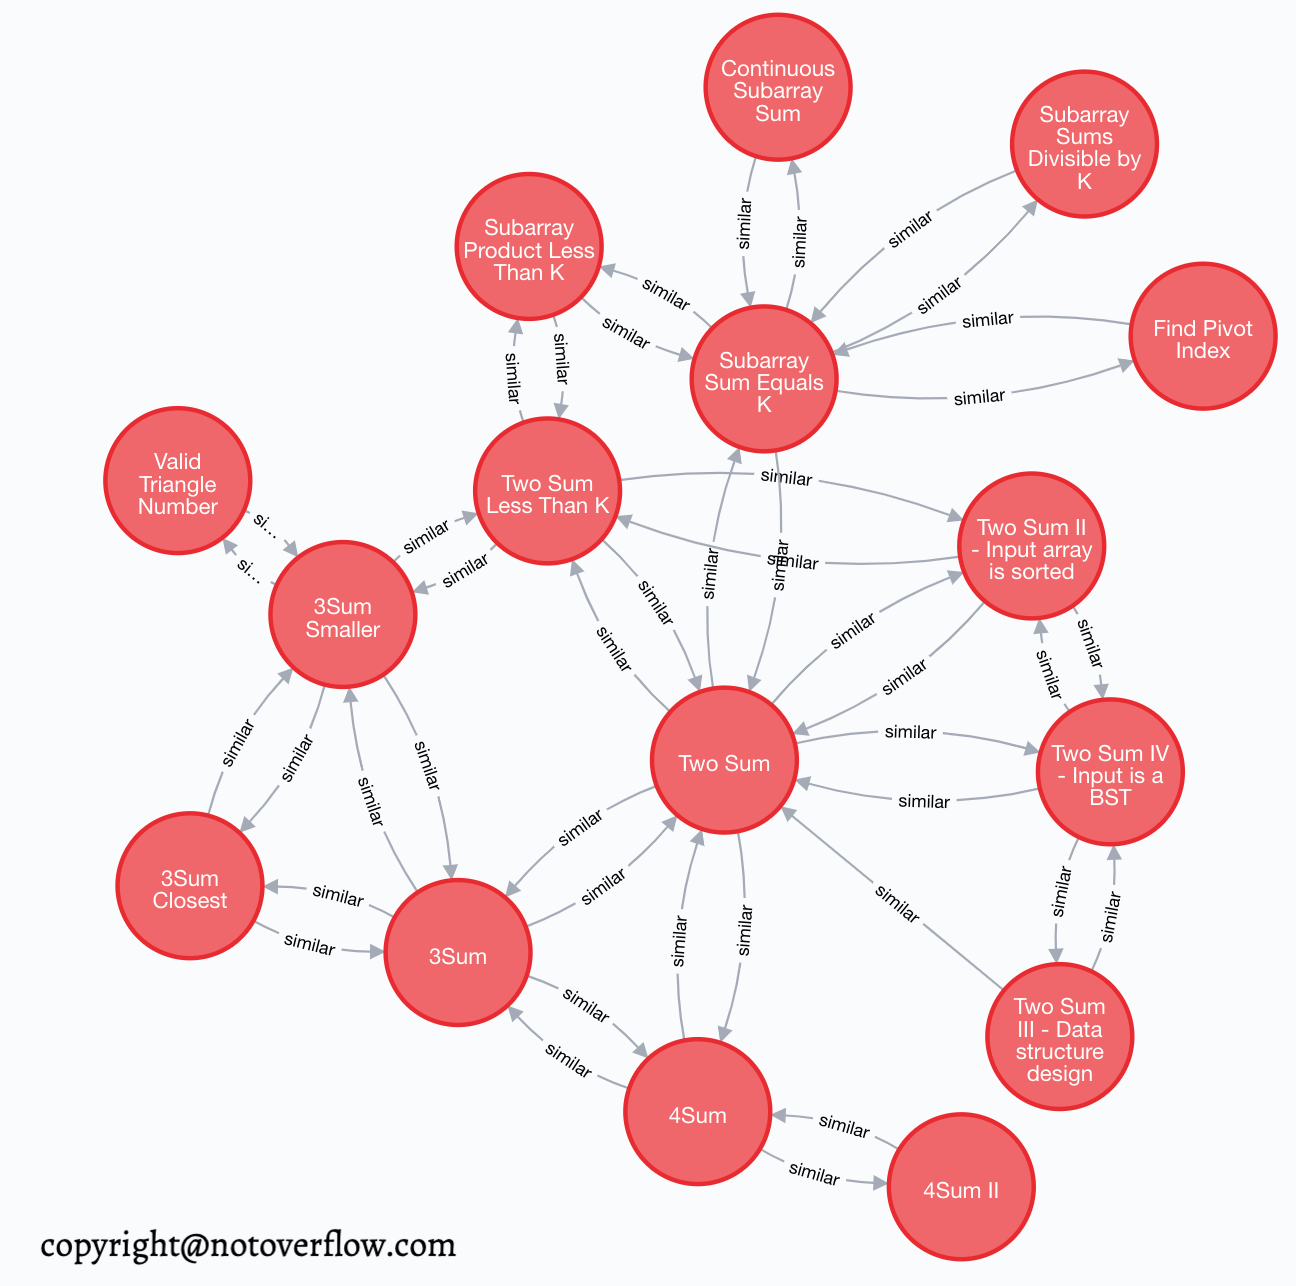 Continuous
Subarray
Sum
Subarray
Sums
Divisible by
K
similar
similar
similar
similar
Subarray
Product Less
Than K
similar
similar
Find Pivot
Index
similar
similar
Subarray
Sum Equals
K
similar
similar
Valid
Triangle
Number
Two Sum
Less Than K
similar
similar
Two Sum II
- Input array
is sorted
si...
si...
similar
similar
3Sum
Smaller
similar
similar
similar
similar
similar
similar
similar
similar
Two Sum
similar
similar
Two Sum IV
- Input is a
BST
similar
similar
similar
similar
similar
similar
3Sum
Closest
similar
similar
3Sum
similar
similar
similar
similar
similar
Two Sum
III - Data
structure
design
similar
similar
4Sum
similar
similar
4Sum II
copyright@notoverflow.com